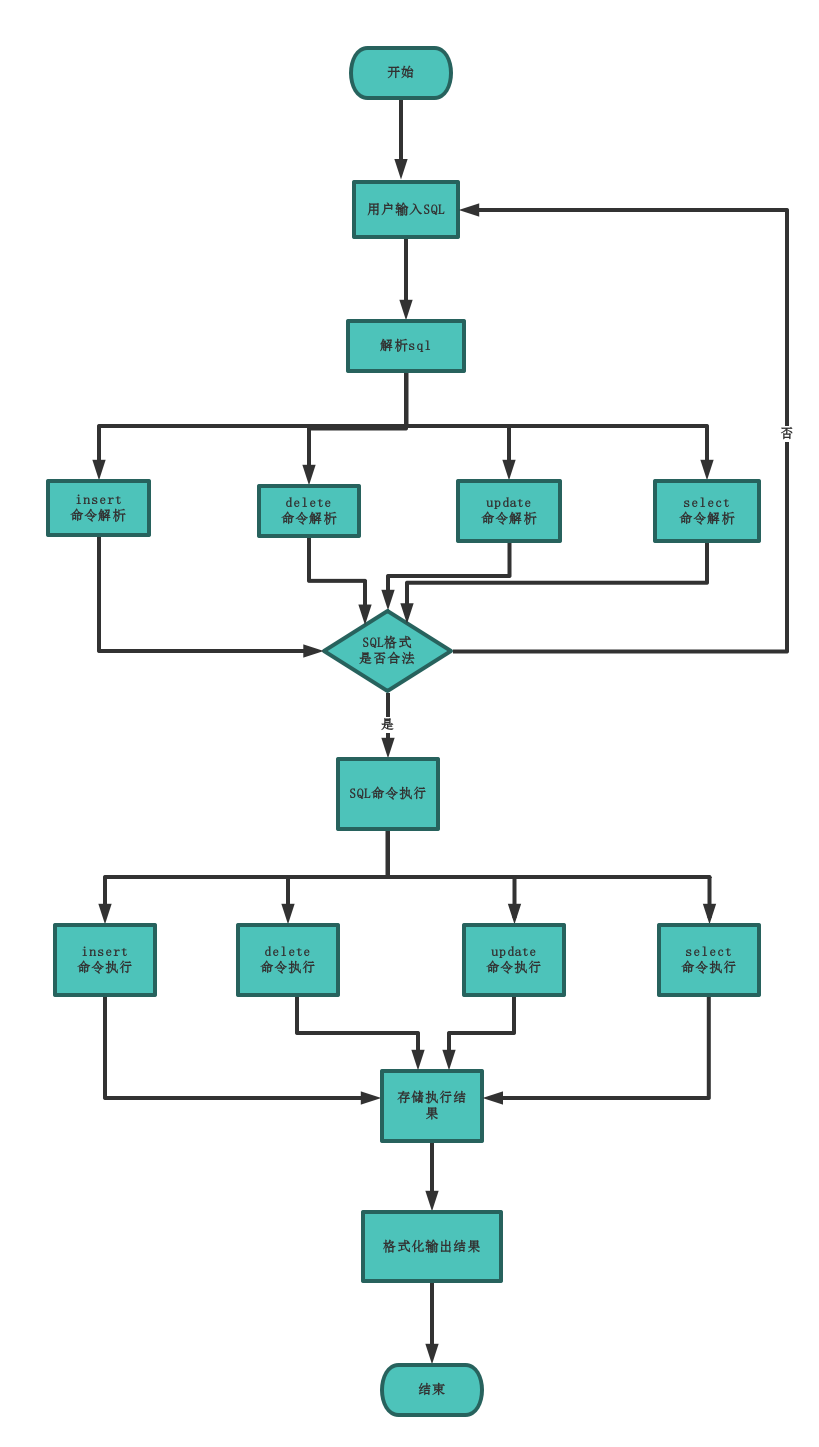 开始
用户输入SQL
解析sql
否
insert
命令解析
delete
命令解析
update
命令解析
select
命令解析
SQL格式
是否合法
是
SQL命令执行
insert
命令执行
delete
命令执行
update
命令执行
select
命令执行
存储执行结
果
格式化输出结果
结束